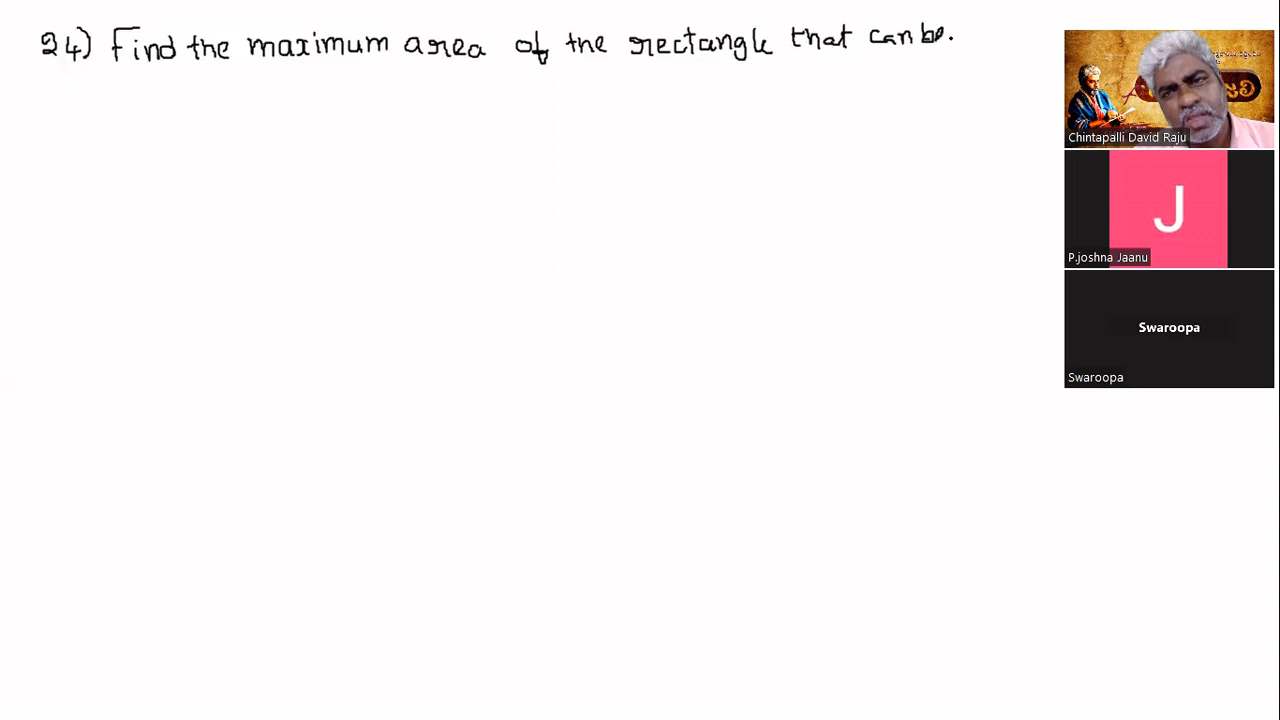 24) Find the maximum area of the rectangle that can be.
Chintapalli David Raju
J
P.joshna Jaanu
Swaroopa
Swaroopa